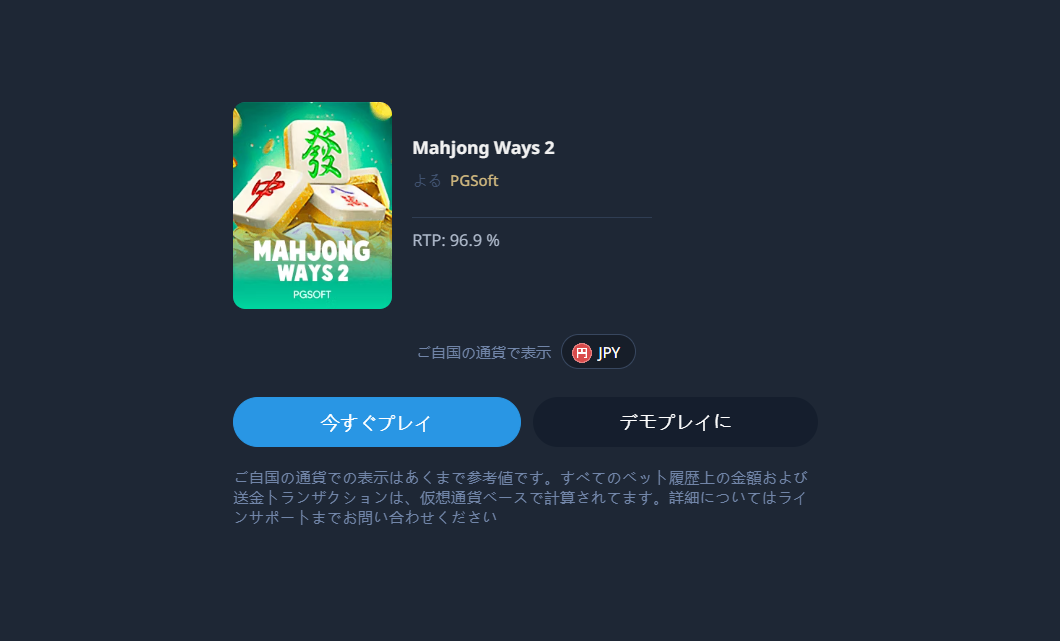 發
中
萬
MAHJONG
WAYS 2
PGSOFT
Mahjong Ways 2
よる PGSoft
RTP: 96.9 %
ご自国の通貨で表示 円 JPY
今すぐプレイ
デモプレイに
ご自国の通貨での表示はあくまで参考値です。すべてのベット履歴上の金額および
送金トランザクションは、仮想通貨ベースで計算されてます。詳細についてはライ
ンサポートまでお問い合わせください